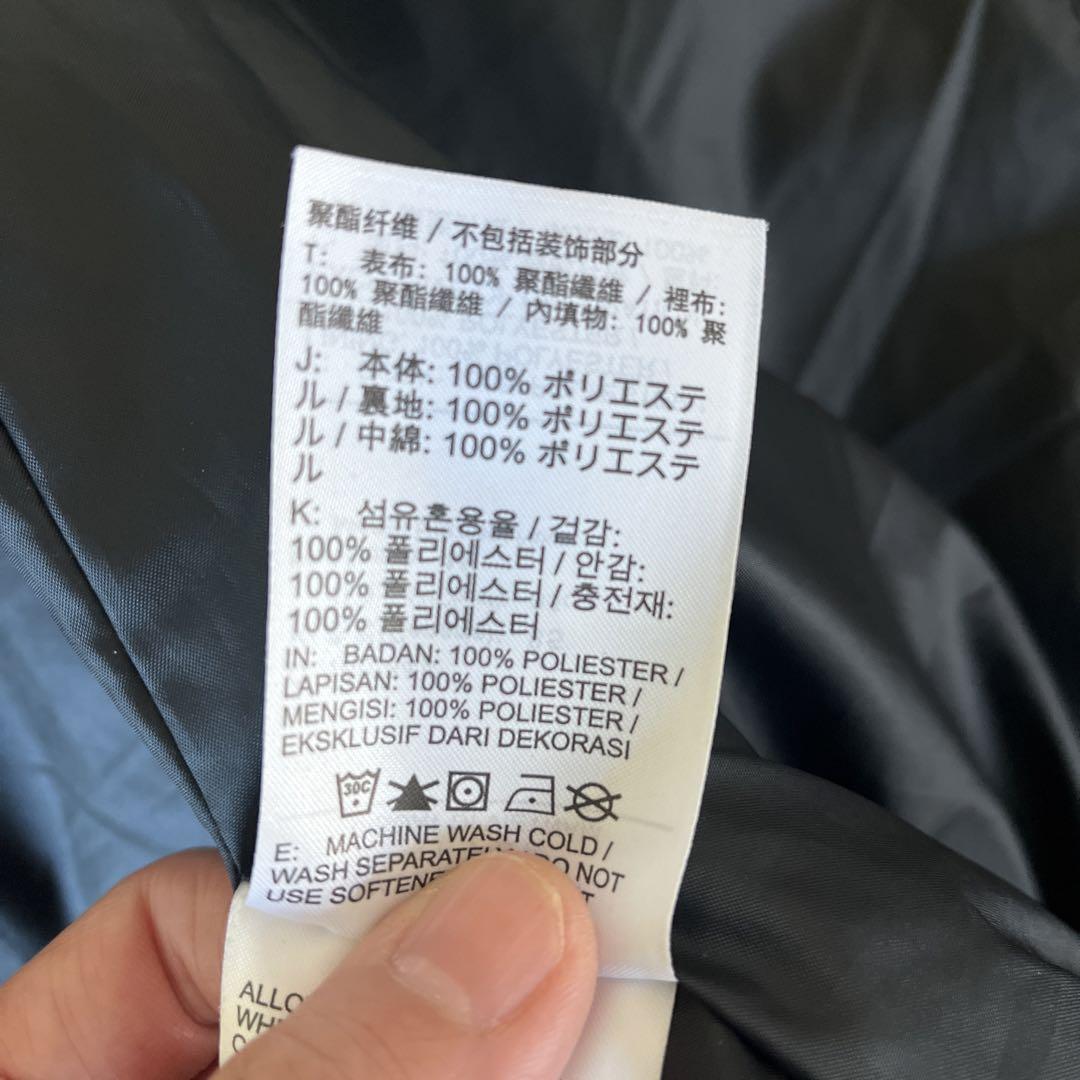 聚酯纤维 / 不包括装饰部分
T: 表布: 100% 聚酯纖維 / 裡布:
100% 聚酯纖維 / 內填物: 100% 聚
酯纖維
J: 本体: 100% ポリエステ
ル / 裏地: 100% ポリエステ
ル / 中綿: 100% ポリエステ
ル
K: 섬유혼용율 / 겉감:
100% 폴리에스터 / 안감:
100% 폴리에스터 / 충전재:
100% 폴리에스터
IN: BADAN: 100% POLIESTER /
LAPISAN: 100% POLIESTER /
MENGISI: 100% POLIESTER /
EKSKLUSIF DARI DEKORASI
30C
E: MACHINE WASH COLD /
WASH SEPARATELY / DO NOT
USE